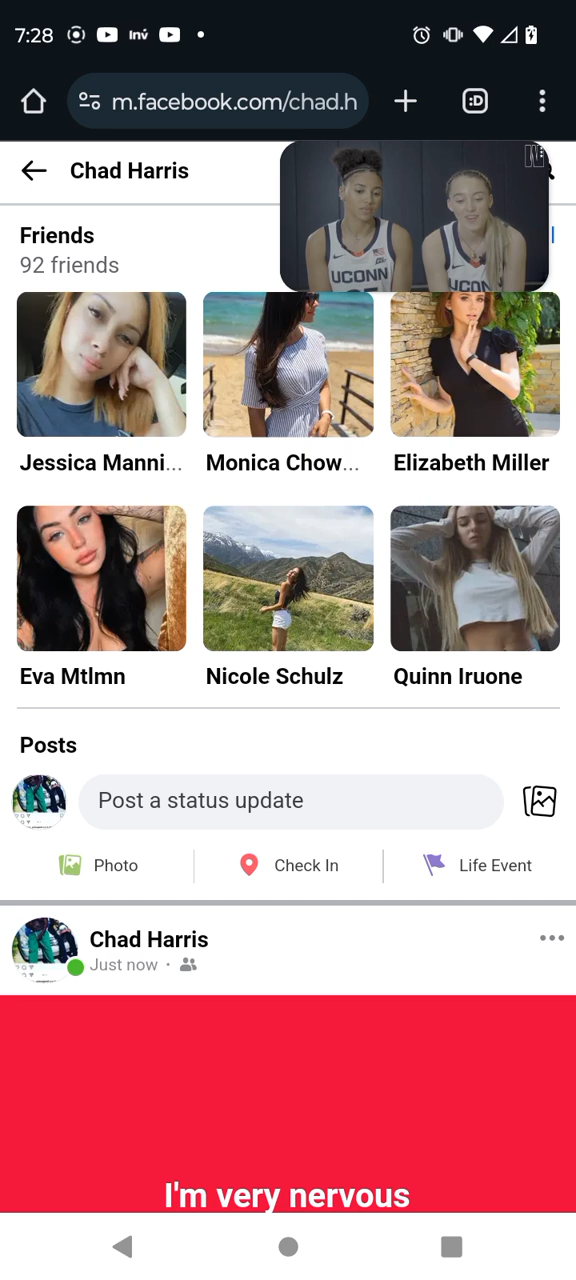 7:28
m.facebook.com/chad.h
:D
Chad Harris
Friends
92 friends
UCONN
UCONN
Jessica Manni...
Monica Chow...
Elizabeth Miller
Eva Mtlmn
Nicole Schulz
Quinn Iruone
Posts
Post a status update
Photo
Check In
Life Event
Chad Harris
Just now ·
I'm very nervous